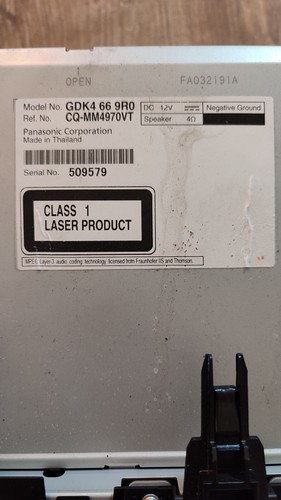 1
OPEN FA032191A
Model No. GDK4 66 9R0 DC 12V Negative Ground
Ref. No. CQ-MM4970VT Speaker 4Ω
Panasonic Corporation
Made in Thailand
Serial No. 509579
CLASS 1
LASER PRODUCT
MPEG Layer-3 audio coding technology licensed from Fraunhofer IIS and Thomson.